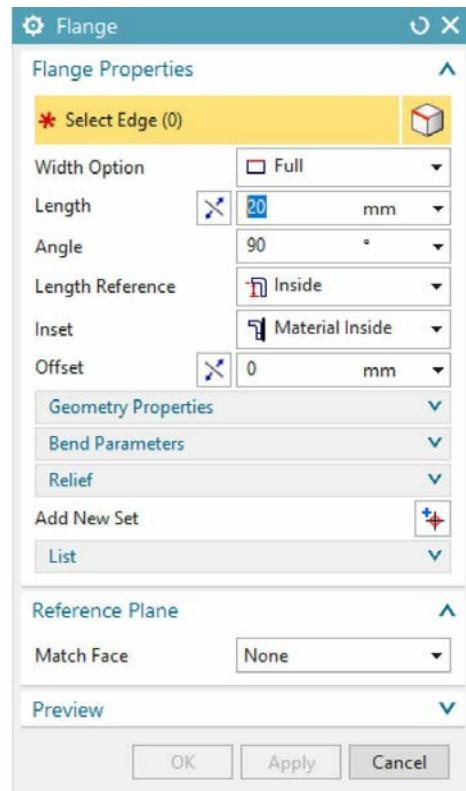 Flange
Flange Properties
* Select Edge (0)
Width Option Full
Length 20 mm
Angle 90 °
Length Reference Inside
Inset Material Inside
Offset 0 mm
Geometry Properties
Bend Parameters
Relief
Add New Set
List
Reference Plane
Match Face None
Preview
OK Apply Cancel